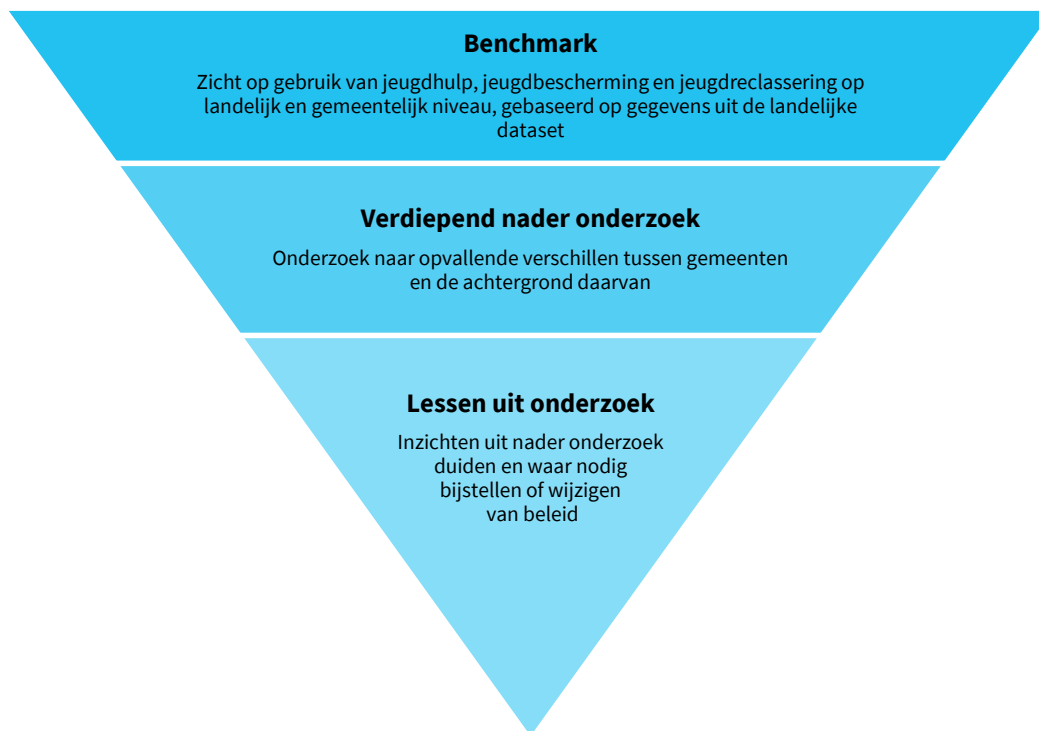 Benchmark
Zicht op gebruik van jeugdhulp, jeugdbescherming en jeugdreclassering op
landelijk en gemeentelijk niveau, gebaseerd op gegevens uit de landelijke
dataset
Verdiepend nader onderzoek
Onderzoek naar opvallende verschillen tussen gemeenten
en de achtergrond daarvan
Lessen uit onderzoek
Inzichten uit nader onderzoek
duiden en waar nodig
bijstellen of wijzigen
van beleid